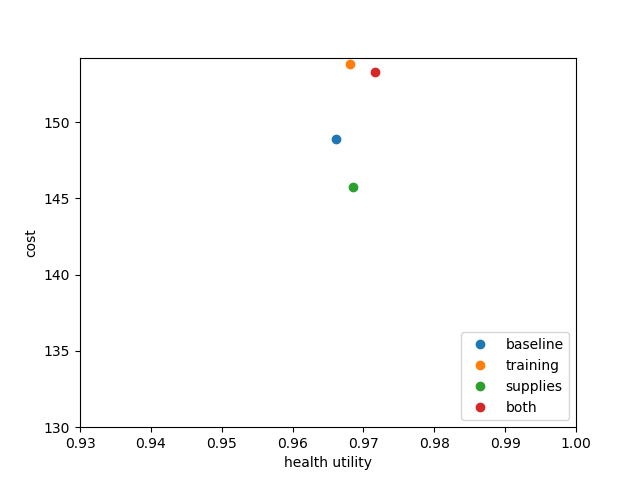 150
145
140
135
130
cost
0.93 0.94 0.95 0.96 0.97 0.98 0.99 1.00
health utility
baseline
training
supplies
both